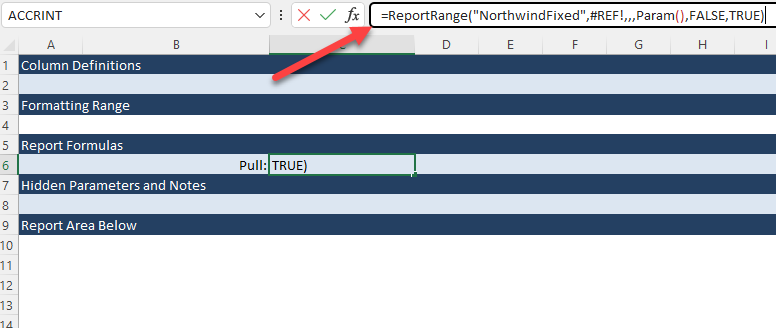 ACCRINT fx =ReportRange("NorthwindFixed",#REF!,,,Param(),FALSE,TRUE)
A B C D E F G H I
1 Column Definitions
2
3 Formatting Range
4
5 Report Formulas
6 Pull: TRUE)
7 Hidden Parameters and Notes
8
9 Report Area Below
10
11
12
13
14